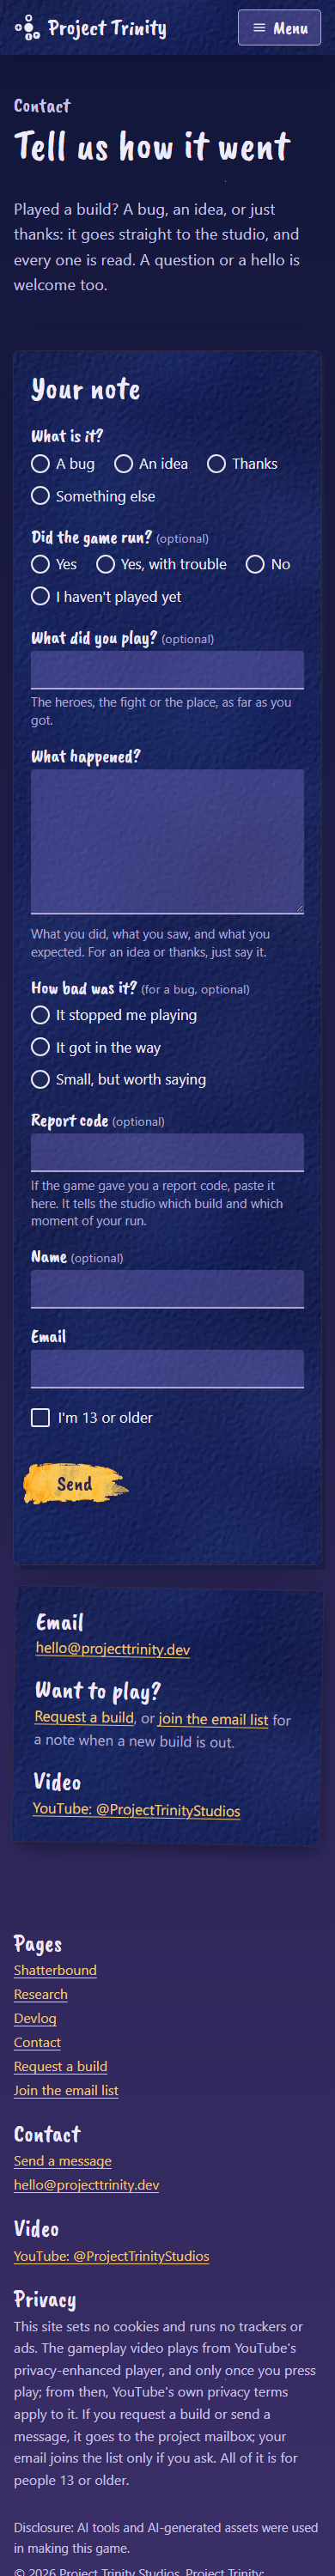 Project Trinity
Menu
Contact
Tell us how it went
Played a build? A bug, an idea, or just
thanks: it goes straight to the studio, and
every one is read. A question or a hello is
welcome too.
Your note
What is it?
A bug
An idea
Thanks
Something else
Did the game run? (optional)
Yes
Yes, with trouble
No
I haven't played yet
What did you play? (optional)
The heroes, the fight or the place, as far as you
got.
What happened?
What you did, what you saw, and what you
expected. For an idea or thanks, just say it.
How bad was it? (for a bug, optional)
It stopped me playing
It got in the way
Small, but worth saying
Report code (optional)
If the game gave you a report code, paste it
here. It tells the studio which build and which
moment of your run.
Name (optional)
Email
I'm 13 or older
Send
Email
hello@projecttrinity.dev
Want to play?
Request a build, or join the email list for
a note when a new build is out.
Video
YouTube: @ProjectTrinityStudios
Pages
Shatterbound
Research
Devlog
Contact
Request a build
Join the email list
Contact
Send a message
hello@projecttrinity.dev
Video
YouTube: @ProjectTrinityStudios
Privacy
This site sets no cookies and runs no trackers or
ads. The gameplay video plays from YouTube's
privacy-enhanced player, and only once you press
play; from then, YouTube's own privacy terms
apply to it. If you request a build or send a
message, it goes to the project mailbox; your
email joins the list only if you ask. All of it is for
people 13 or older.
Disclosure: AI tools and AI-generated assets were used
in making this game.
© 2026 Project Trinity Studios. Project Trinity: